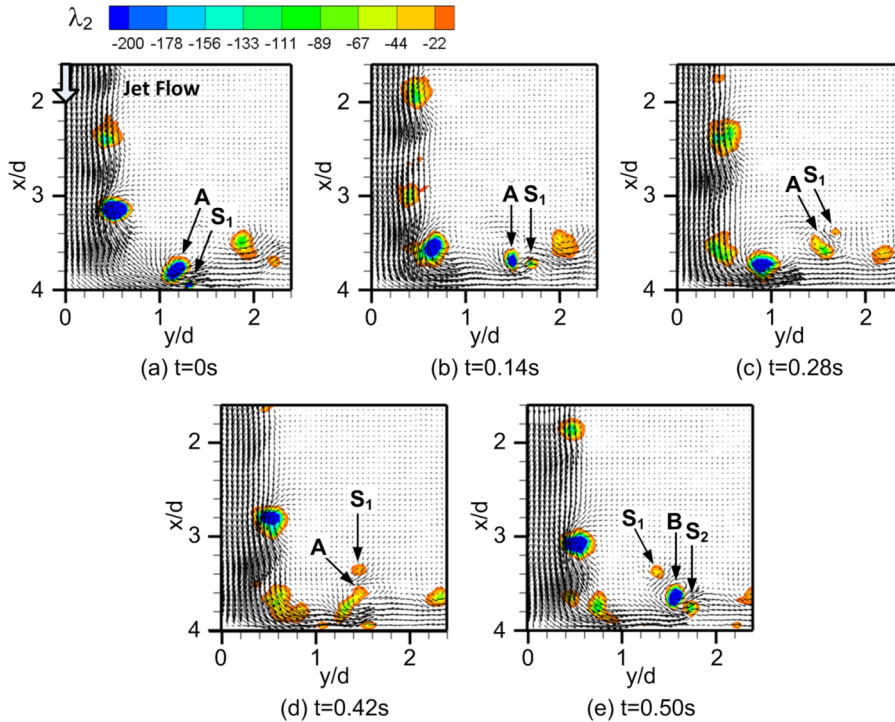 λ2
-200 -178 -156 -133 -111 -89 -67 -44 -22
Jet Flow
A
S1
x/d
2
3
4
0 1 2
y/d
(a) t=0s
A S1
x/d
2
3
4
0 1 2
y/d
(b) t=0.14s
S1
A
x/d
2
3
4
0 1 2
y/d
(c) t=0.28s
S1
A
x/d
2
3
4
0 1 2
y/d
(d) t=0.42s
S1 B S2
x/d
2
3
4
0 1 2
y/d
(e) t=0.50s